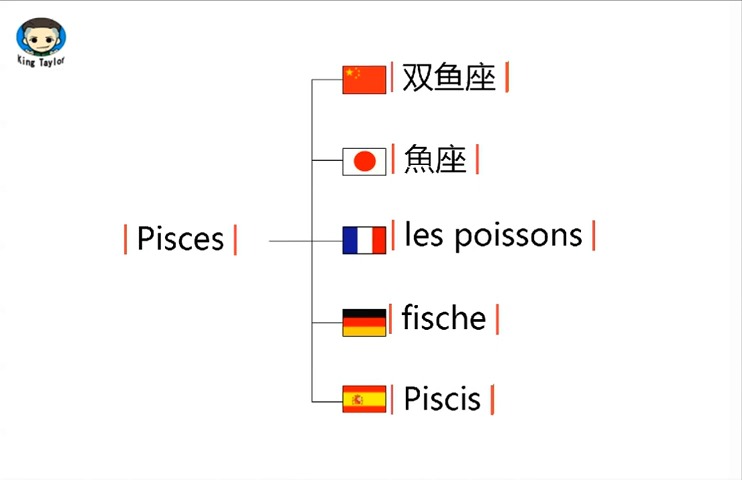 King Taylor
双鱼座
魚座
Pisces
les poissons
fische
Piscis